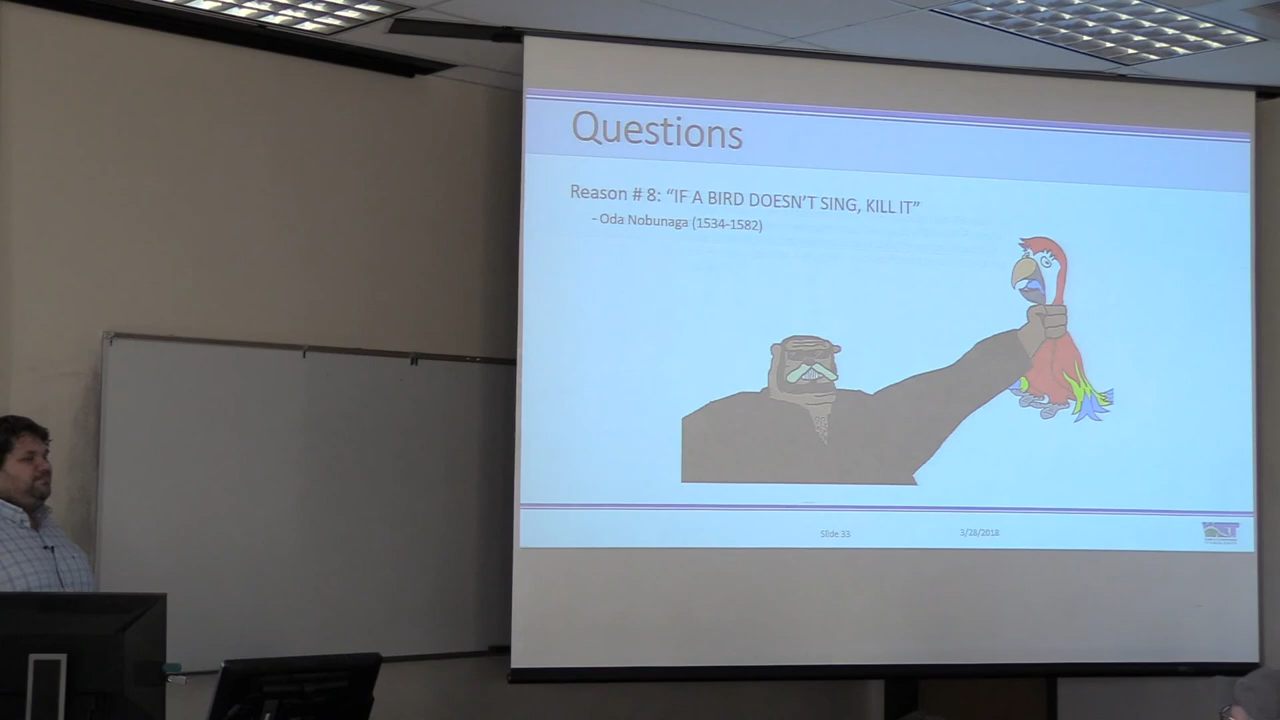 Questions
Reason # 8: “IF A BIRD DOESN’T SING, KILL IT”
- Oda Nobunaga (1534-1582)
Slide 33
3/28/2018